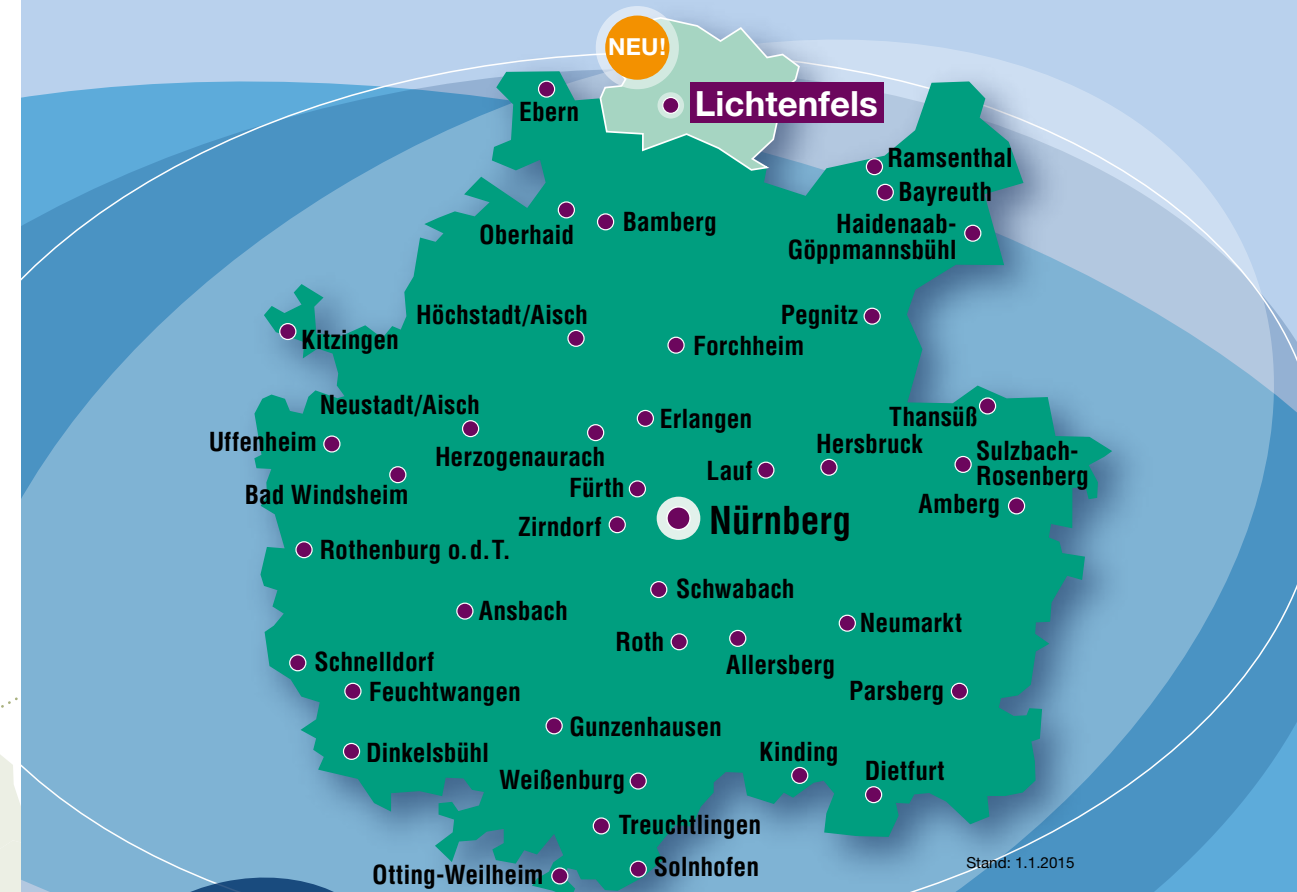 NEU!
Lichtenfels
Ebern
Ramsenthal
Bayreuth
Oberhaid
Bamberg
Haidenaab-
Göppmannsbühl
Höchstadt/Aisch
Pegnitz
Kitzingen
Forchheim
Neustadt/Aisch
Erlangen
Thansüß
Uffenheim
Herzogenaurach
Hersbruck
Sulzbach-
Rosenberg
Lauf
Bad Windsheim
Fürth
Amberg
Zirndorf
Nürnberg
Rothenburg o.d.T.
Schwabach
Ansbach
Neumarkt
Roth
Allersberg
Schnelldorf
Feuchtwangen
Parsberg
Gunzenhausen
Dinkelsbühl
Kinding
Dietfurt
Weißenburg
Treuchtlingen
Stand: 1.1.2015
Solnhofen
Otting-Weilheim